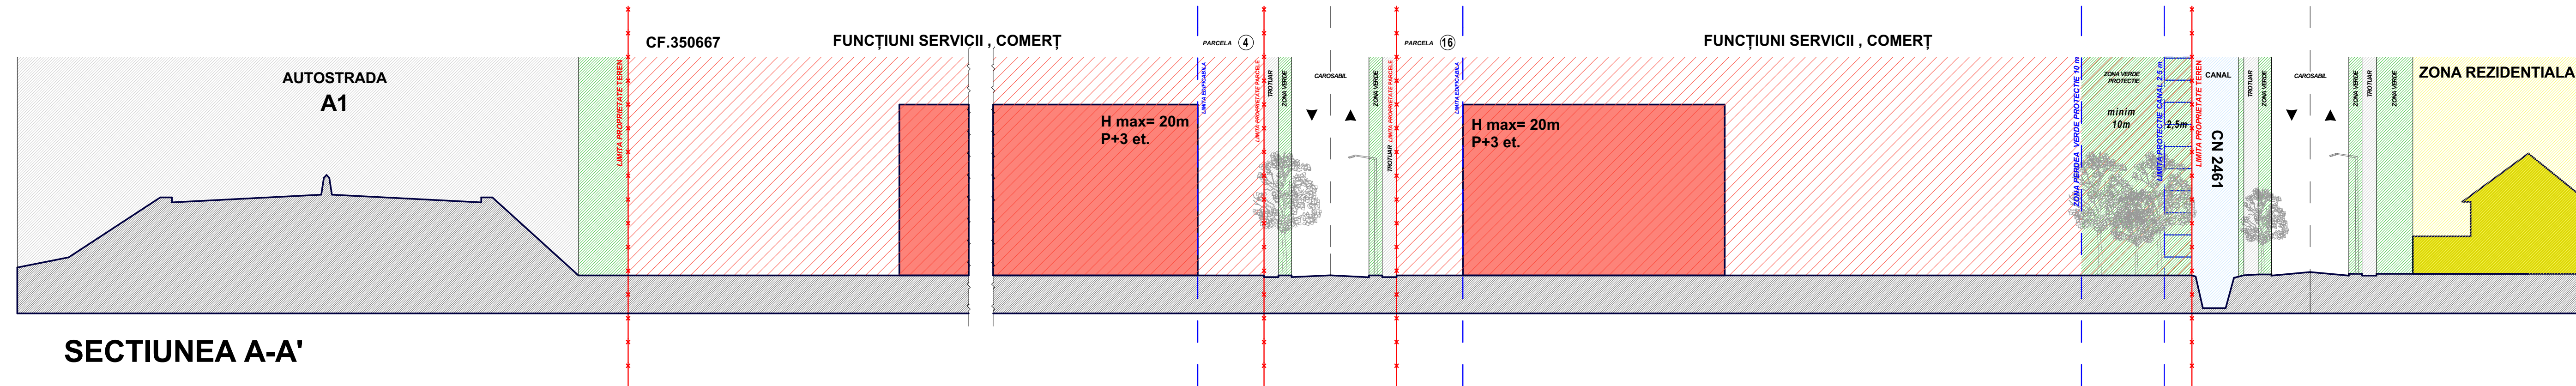 AUTOSTRADA
A1
LIMITA PROPRIETATE TEREN
CF.350667
FUNCȚIUNI SERVICII , COMERȚ
H max= 20m
P+3 et.
PARCELA 4
LIMITA EDIFICABILA
LIMITA PROPRIETATE PARCELE
TROTUAR
ZONA VERDE
CAROSABIL
ZONA VERDE
TROTUAR
LIMITA PROPRIETATE PARCELE
PARCELA 16
LIMITA EDIFICABILA
H max= 20m
P+3 et.
FUNCȚIUNI SERVICII , COMERȚ
ZONA PERDEA VERDE PROTECTIE 10 m
ZONA VERDE
PROTECTIE
minim
10m
LIMITA PROTECTIE CANAL 2.5 m
2,5m
LIMITA PROPRIETATE TEREN
CANAL
CN 2461
TROTUAR
ZONA VERDE
CAROSABIL
ZONA VERDE
TROTUAR
ZONA VERDE
ZONA REZIDENTIALA
SECTIUNEA A-A'